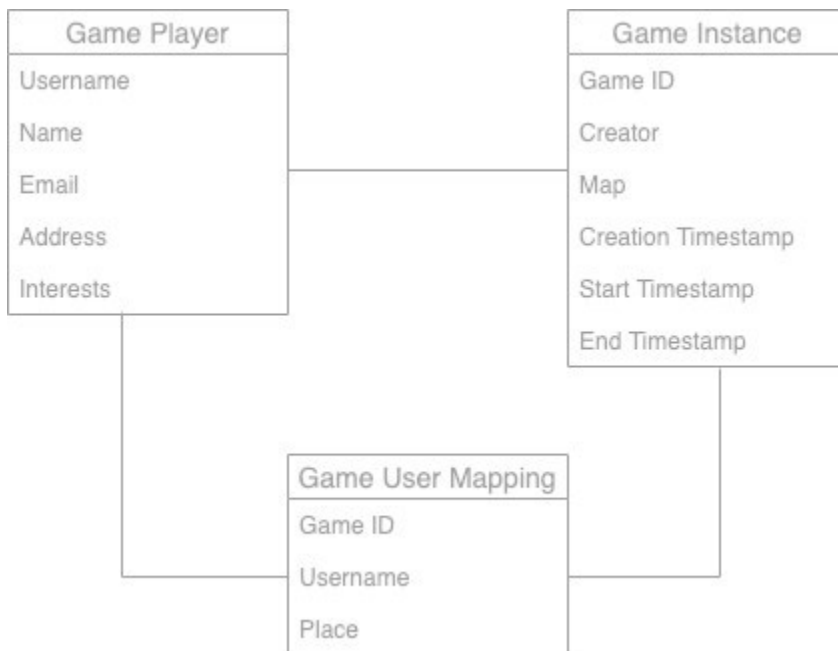 Game Player
Username
Name
Email
Address
Interests
Game Instance
Game ID
Creator
Map
Creation Timestamp
Start Timestamp
End Timestamp
Game User Mapping
Game ID
Username
Place